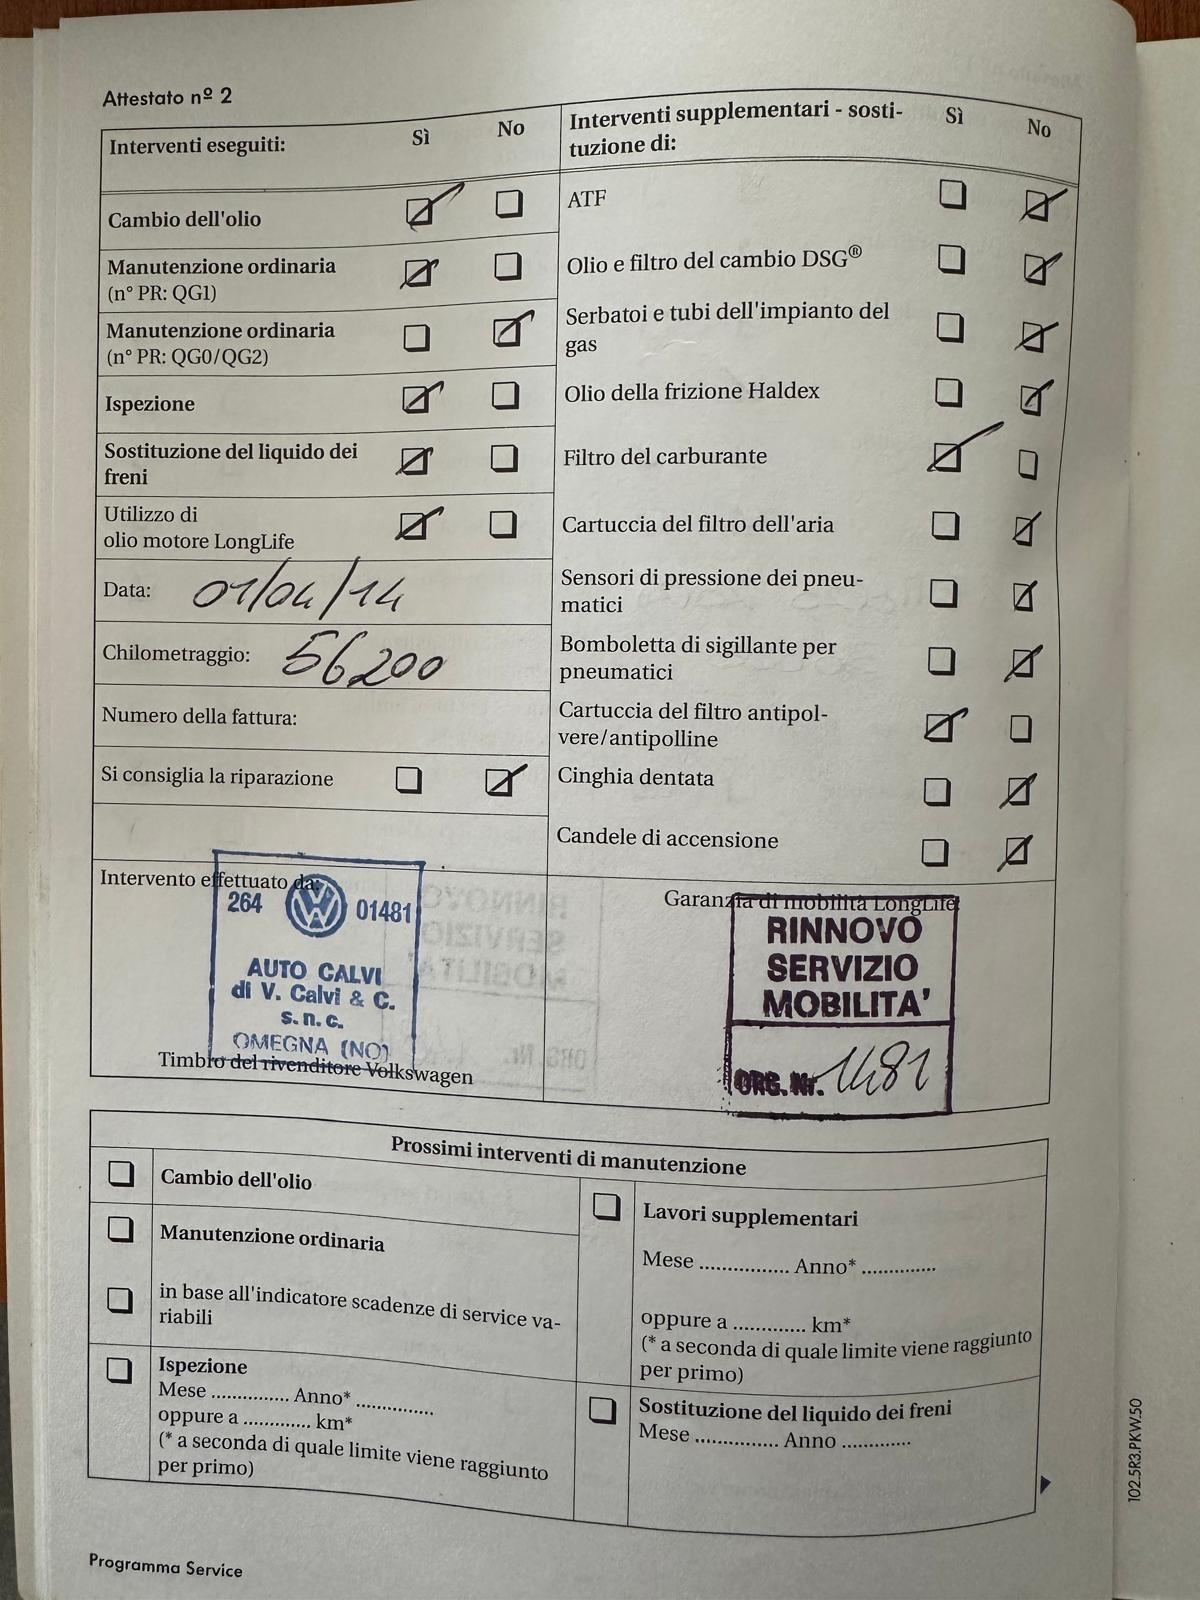 Attestato nº 2
Interventi eseguiti: Sì No
Cambio dell'olio
Manutenzione ordinaria
(n° PR: QG1)
Manutenzione ordinaria
(n° PR: QG0/QG2)
Ispezione
Sostituzione del liquido dei
freni
Utilizzo di
olio motore LongLife
Data: 01/04/14
Chilometraggio: 56200
Numero della fattura:
Si consiglia la riparazione
Interventi supplementari - sosti-
tuzione di: Sì No
ATF
Olio e filtro del cambio DSG®
Serbatoi e tubi dell'impianto del
gas
Olio della frizione Haldex
Filtro del carburante
Cartuccia del filtro dell'aria
Sensori di pressione dei pneu-
matici
Bomboletta di sigillante per
pneumatici
Cartuccia del filtro antipol-
vere/antipolline
Cinghia dentata
Candele di accensione
Intervento effettuato da:
264 01481
AUTO CALVI
di V. Calvi & C.
s.n.c.
OMEGNA (NO)
Timbro del rivenditore Volkswagen
Garanzia di mobilità LongLife
RINNOVO
SERVIZIO
MOBILITA'
ORG. Nr. 1481
Prossimi interventi di manutenzione
Cambio dell'olio
Manutenzione ordinaria
in base all'indicatore scadenze di service va-
riabili
Ispezione
Mese .............. Anno* ..............
oppure a ............ km*
(* a seconda di quale limite viene raggiunto
per primo)
Lavori supplementari
Mese ................ Anno* .............
oppure a ............. km*
(* a seconda di quale limite viene raggiunto
per primo)
Sostituzione del liquido dei freni
Mese ............... Anno ............
102.5R3.PKW.50
Programma Service